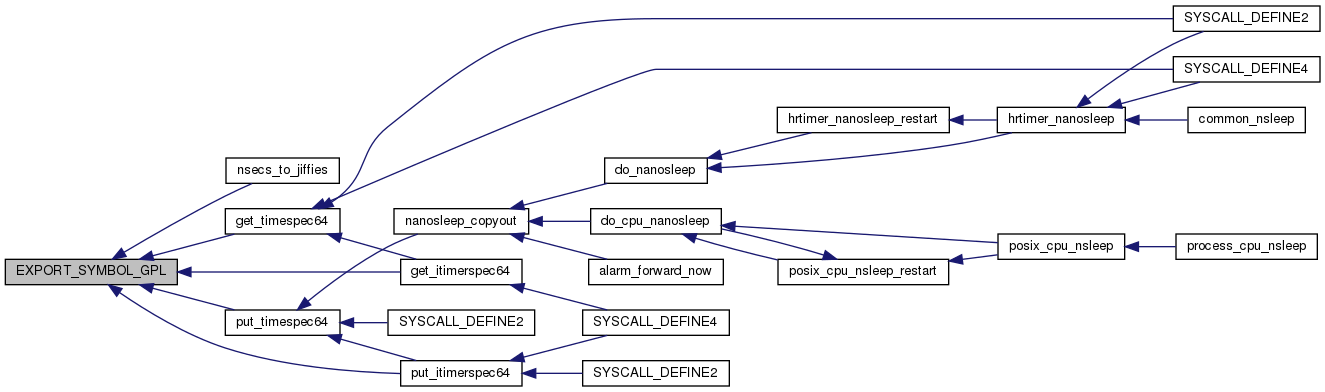 SYSCALL_DEFINE2
SYSCALL_DEFINE4
hrtimer_nanosleep_restart
hrtimer_nanosleep
common_nsleep
nsecs_to_jiffies
do_nanosleep
get_timespec64
nanosleep_copyout
do_cpu_nanosleep
posix_cpu_nsleep
process_cpu_nsleep
EXPORT_SYMBOL_GPL
get_itimerspec64
alarm_forward_now
posix_cpu_nsleep_restart
put_timespec64
SYSCALL_DEFINE2
SYSCALL_DEFINE4
put_itimerspec64
SYSCALL_DEFINE2